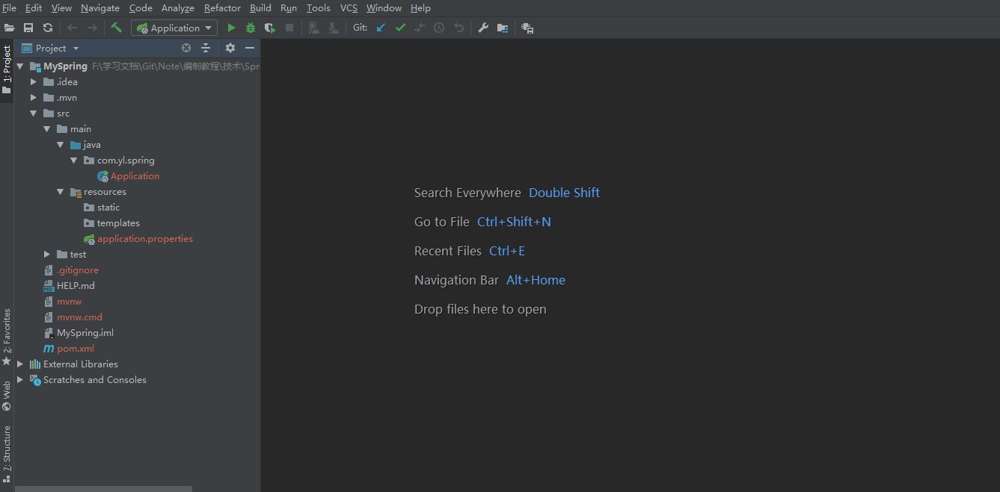 File Edit View Navigate Code Analyze Refactor Build Run Tools VCS Window Help
Application Git:
1: Project
Project
MySpring F:\学习文档\Git\Note\编制教程\技术\Spr
.idea
.mvn
src
main
java
com.yl.spring
Application
resources
static
templates
application.properties
test
.gitignore
HELP.md
mvnw
mvnw.cmd
MySpring.iml
pom.xml
External Libraries
Scratches and Consoles
2: Favorites
Web
7: Structure
Search Everywhere Double Shift
Go to File Ctrl+Shift+N
Recent Files Ctrl+E
Navigation Bar Alt+Home
Drop files here to open